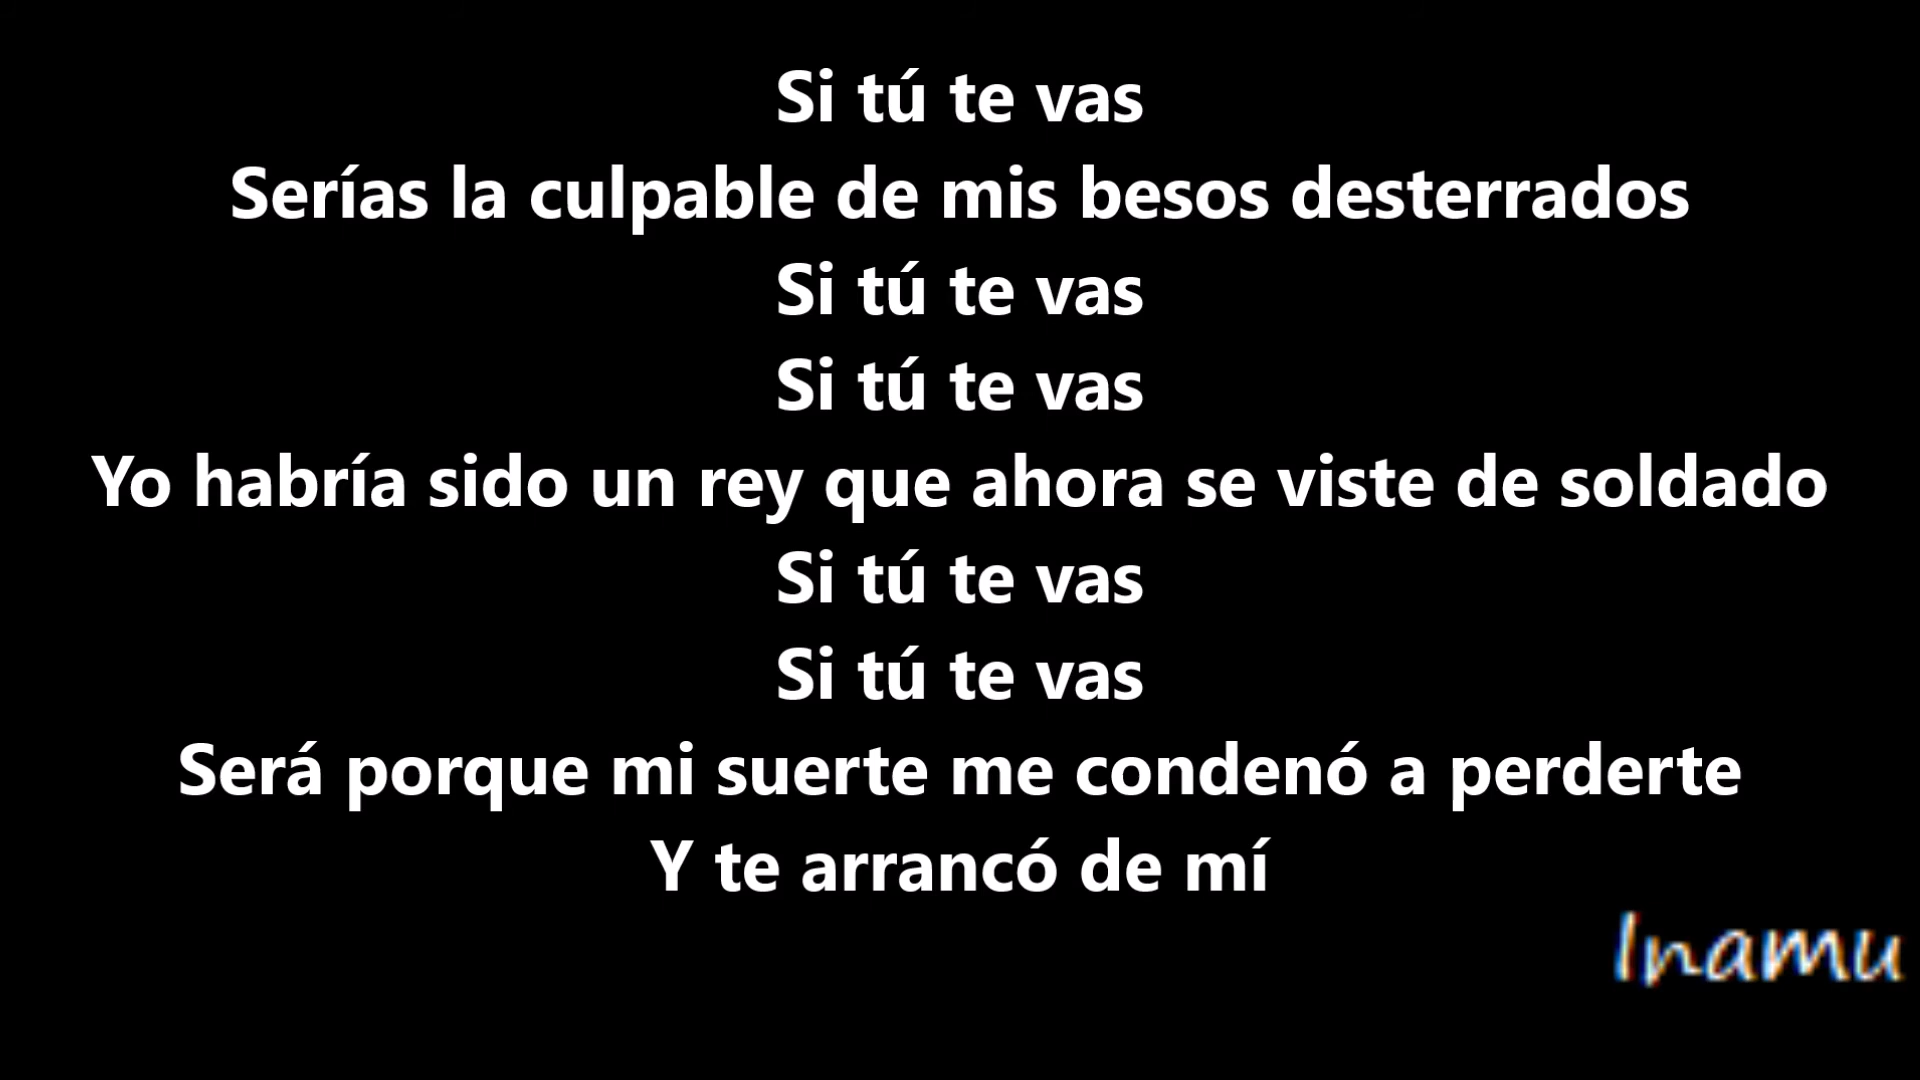 Si tú te vas
Serías la culpable de mis besos desterrados
Si tú te vas
Si tú te vas
Yo habría sido un rey que ahora se viste de soldado
Si tú te vas
Si tú te vas
Será porque mi suerte me condenó a perderte
Y te arrancó de mí
Inamu